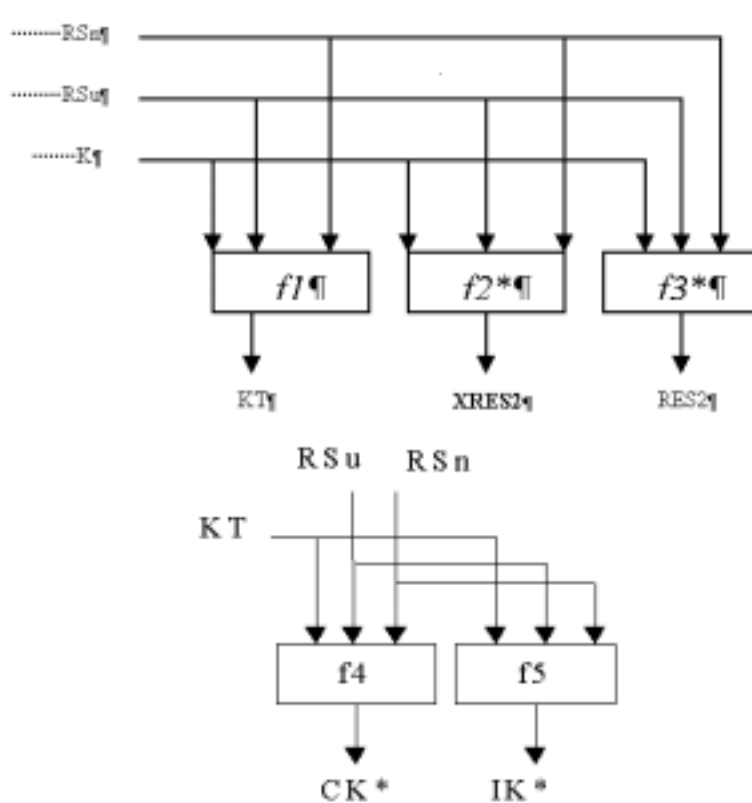 ········RSn¶
········RSu¶
·······K¶
f1¶ f2*¶ f3*¶
KT¶ XRES2¶ RES2¶
RSu RSn
KT
f4 f5
CK* IK*